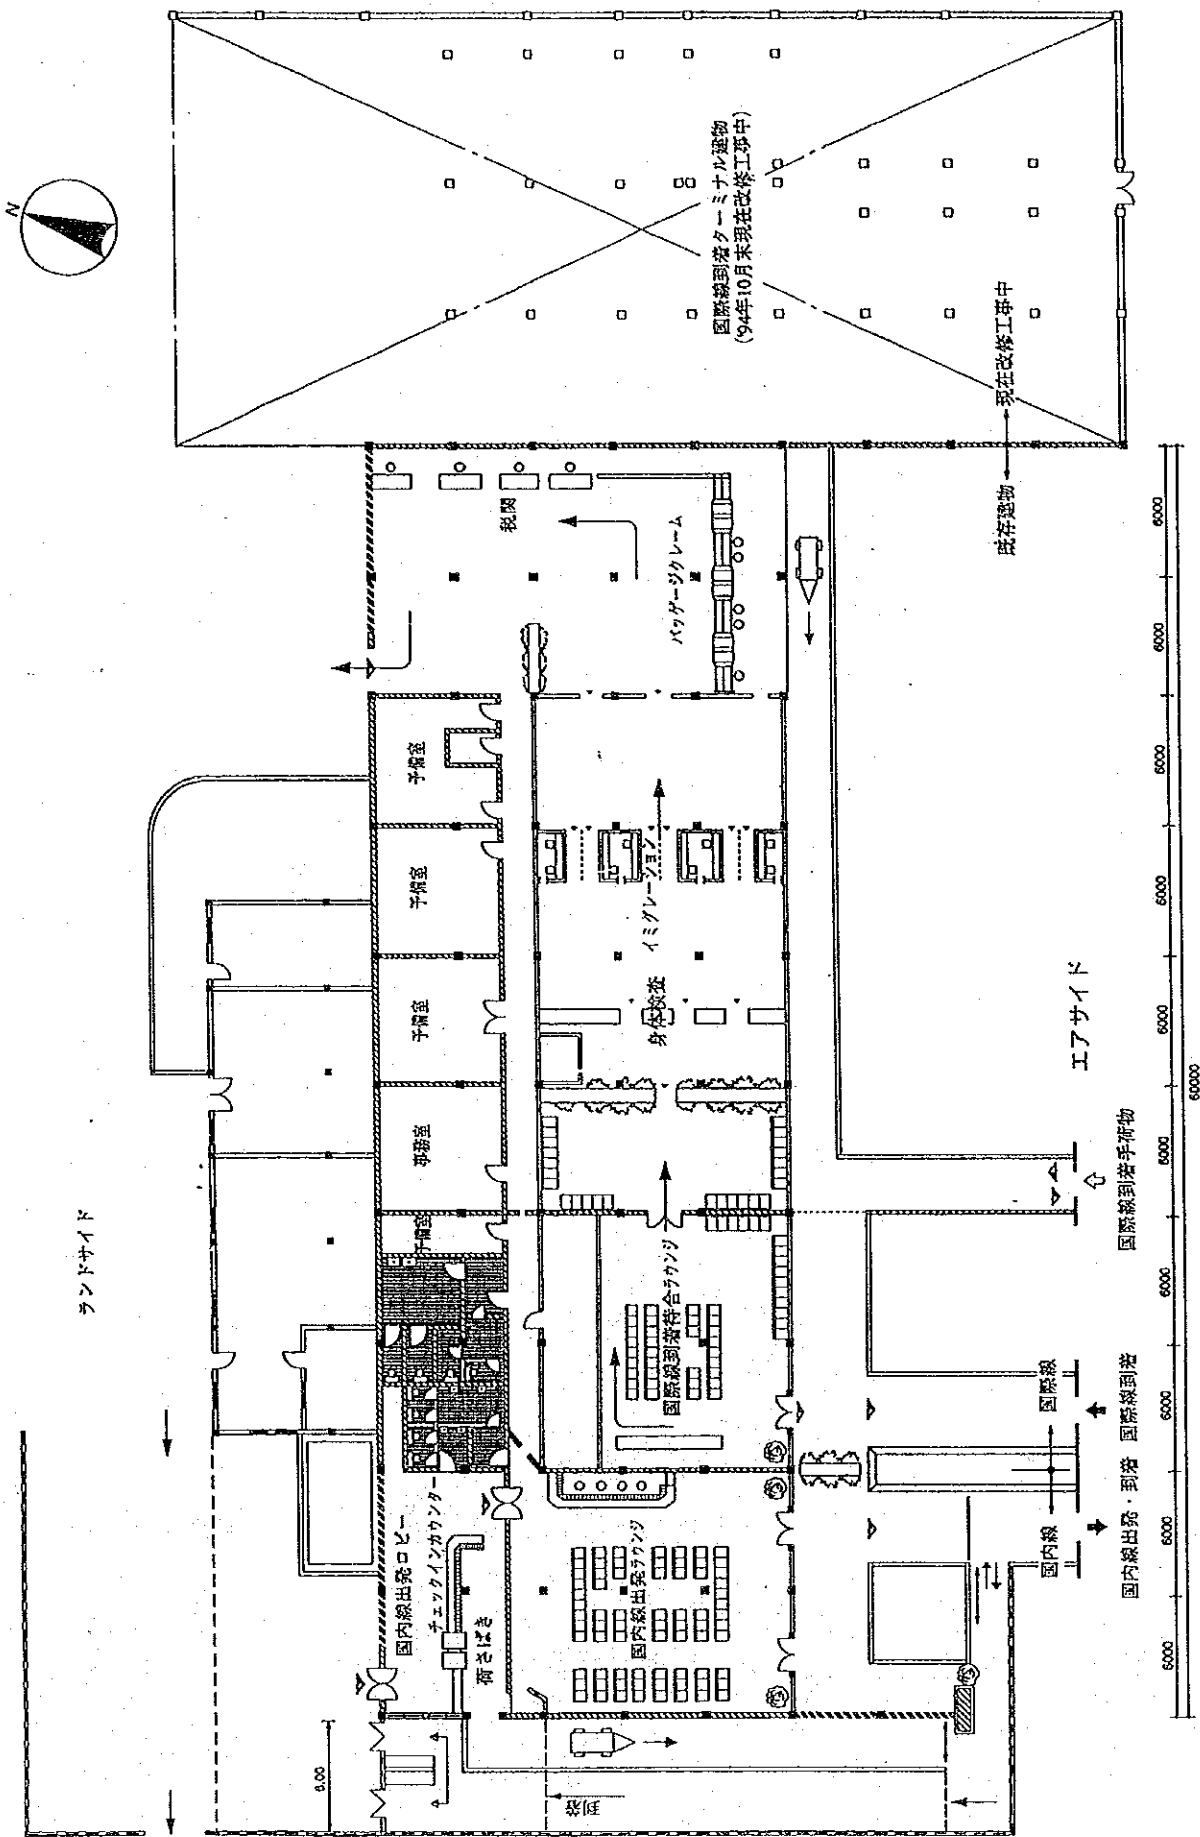 N
国際線到着ターミナル建物
('94年10月末現在改修工事中)
既存建物
現在改修工事中
ランドサイド
エアサイド
税関
バッゲージクレーム
予備室
予備室
予備室
事務室
予備室
イミグレーション
身体検査
国際線到着待合ラウンジ
国内線出発ロビー
チェックインカウンター
荷さばき
国内線出発ラウンジ
6.00
到着
国内線
国際線
国内線出発・到着
国際線到着
国際線到着手荷物
6000
6000
6000
6000
6000
6000
6000
6000
6000
6000
60000